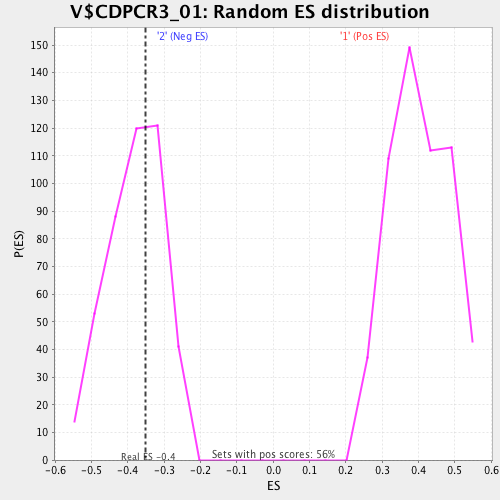 V$CDPCR3_01: Random ES distribution
'2' (Neg ES)
'1' (Pos ES)
150
140
130
120
110
100
90
80
70
60
50
40
30
20
10
0
P(ES)
Real ES -0.4
Sets with pos scores: 56%
-0.6 -0.5 -0.4 -0.3 -0.2 -0.1 0.0 0.1 0.2 0.3 0.4 0.5 0.6
ES